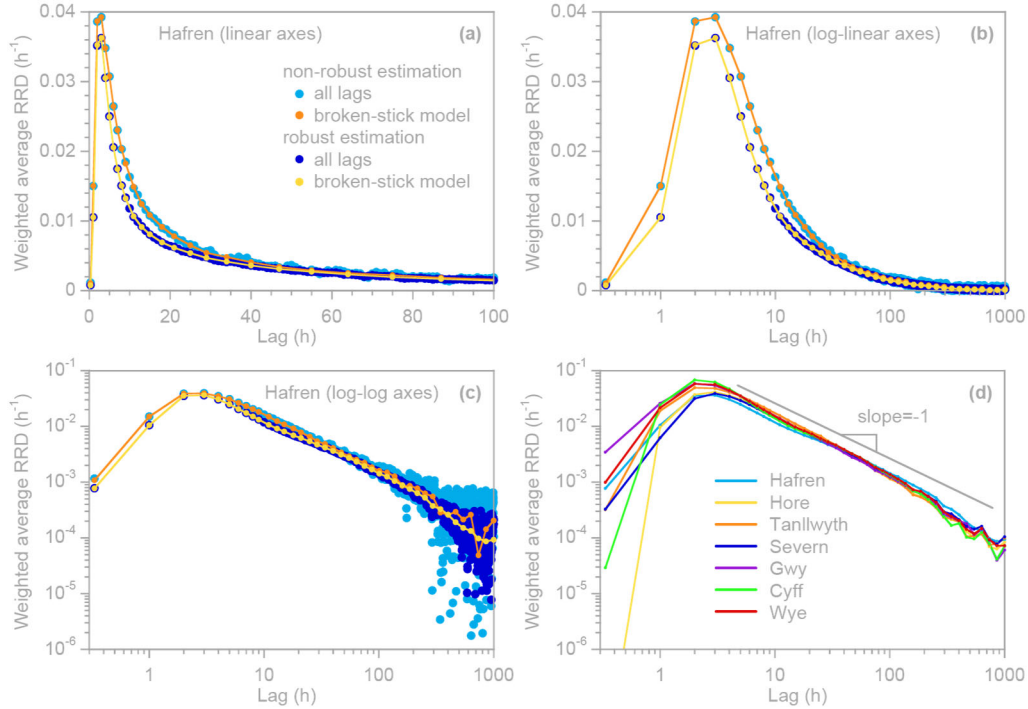 Hafren (linear axes) (a)
non-robust estimation
all lags
broken-stick model
robust estimation
all lags
broken-stick model
Weighted average RRD (h⁻¹)
0.04
0.03
0.02
0.01
0
0 20 40 60 80 100
Lag (h)
Hafren (log-linear axes) (b)
Weighted average RRD (h⁻¹)
0.04
0.03
0.02
0.01
0
1 10 100 1000
Lag (h)
Hafren (log-log axes) (c)
Weighted average RRD (h⁻¹)
10⁻¹
10⁻²
10⁻³
10⁻⁴
10⁻⁵
10⁻⁶
1 10 100 1000
Lag (h)
(d)
slope=-1
Hafren
Hore
Tanllwyth
Severn
Gwy
Cyff
Wye
Weighted average RRD (h⁻¹)
10⁻¹
10⁻²
10⁻³
10⁻⁴
10⁻⁵
10⁻⁶
1 10 100 1000
Lag (h)